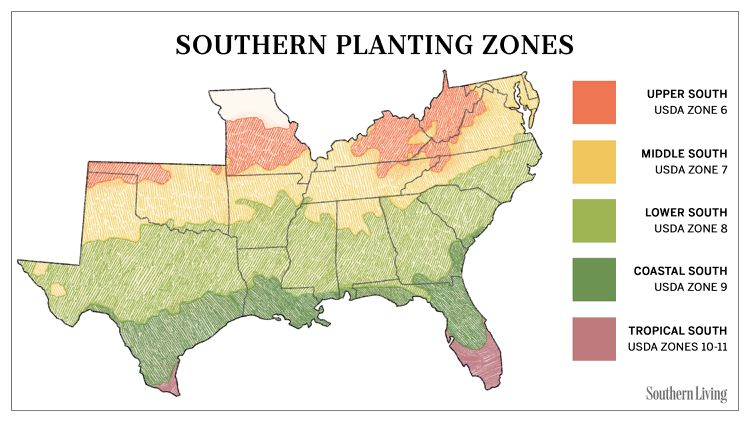 SOUTHERN PLANTING ZONES
UPPER SOUTH
USDA ZONE 6
MIDDLE SOUTH
USDA ZONE 7
LOWER SOUTH
USDA ZONE 8
COASTAL SOUTH
USDA ZONE 9
TROPICAL SOUTH
USDA ZONES 10-11
Southern Living